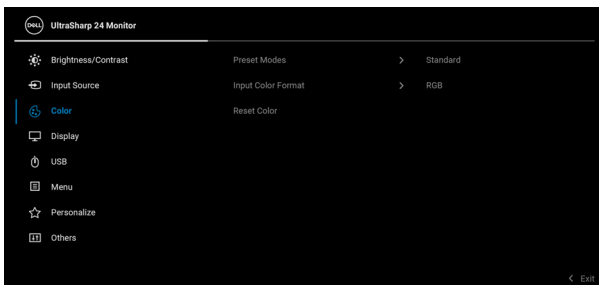 DELL UltraSharp 24 Monitor
Brightness/Contrast Preset Modes > Standard
Input Source Input Color Format > RGB
Color Reset Color
Display
USB
Menu
Personalize
Others
< Exit